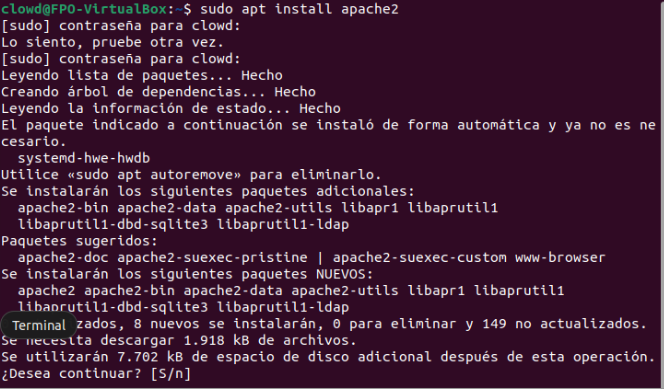 clowd@FPO-VirtualBox:~$ sudo apt install apache2
[sudo] contraseña para clowd:
Lo siento, pruebe otra vez.
[sudo] contraseña para clowd:
Leyendo lista de paquetes... Hecho
Creando árbol de dependencias... Hecho
Leyendo la información de estado... Hecho
El paquete indicado a continuación se instaló de forma automática y ya no es ne
cesario.
  systemd-hwe-hwdb
Utilice «sudo apt autoremove» para eliminarlo.
Se instalarán los siguientes paquetes adicionales:
  apache2-bin apache2-data apache2-utils libapr1 libaprutil1
  libaprutil1-dbd-sqlite3 libaprutil1-ldap
Paquetes sugeridos:
  apache2-doc apache2-suexec-pristine | apache2-suexec-custom www-browser
Se instalarán los siguientes paquetes NUEVOS:
  apache2 apache2-bin apache2-data apache2-utils libapr1 libaprutil1
  libaprutil1-dbd-sqlite3 libaprutil1-ldap
Terminal
zados, 8 nuevos se instalarán, 0 para eliminar y 149 no actualizados.
Se necesita descargar 1.918 kB de archivos.
Se utilizarán 7.702 kB de espacio de disco adicional después de esta operación.
¿Desea continuar? [S/n]